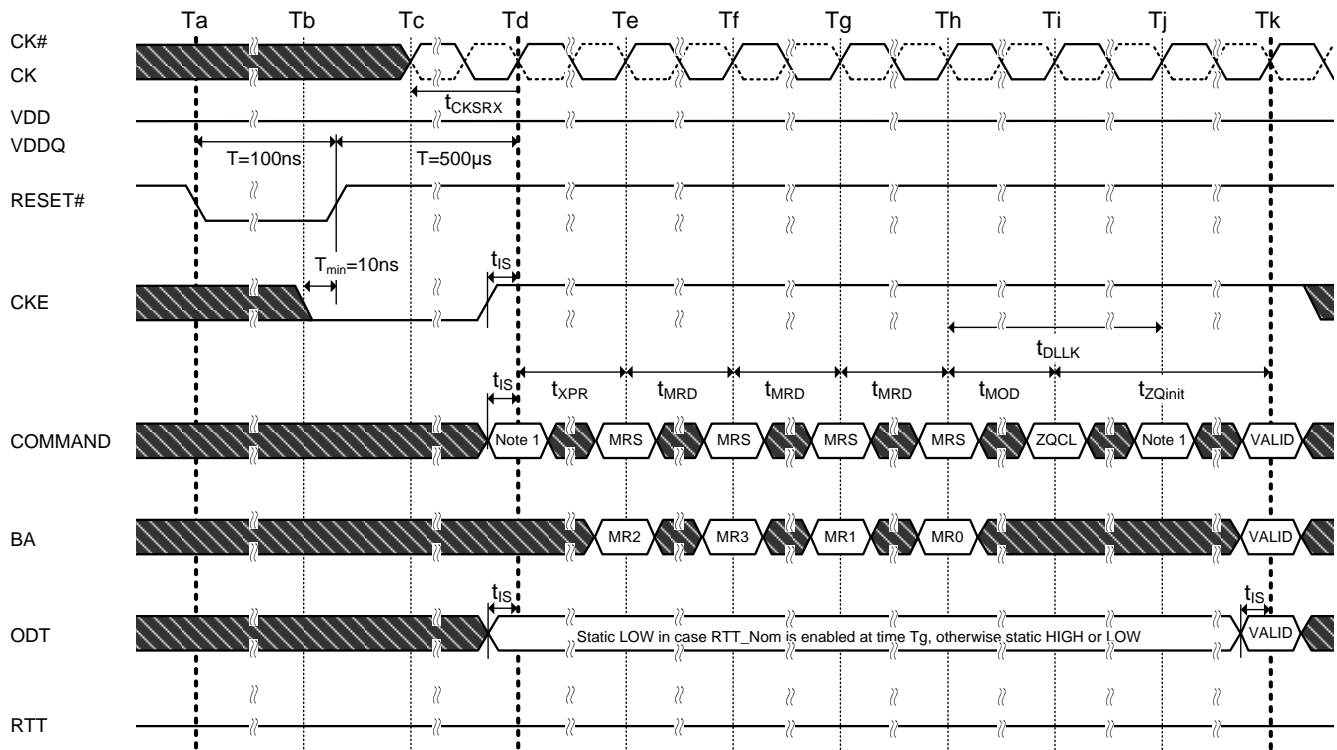 Ta Tb Tc Td Te Tf Tg Th Ti Tj Tk
CK#
CK
tCKSRX
VDD
VDDQ
T=100ns T=500µs
RESET#
Tmin=10ns tIS
CKE
tDLLK
tIS tXPR tMRD tMRD tMRD tMOD tZQinit
COMMAND Note 1 MRS MRS MRS MRS ZQCL Note 1 VALID
BA MR2 MR3 MR1 MR0 VALID
tIS tIS
ODT Static LOW in case RTT_Nom is enabled at time Tg, otherwise static HIGH or LOW VALID
RTT